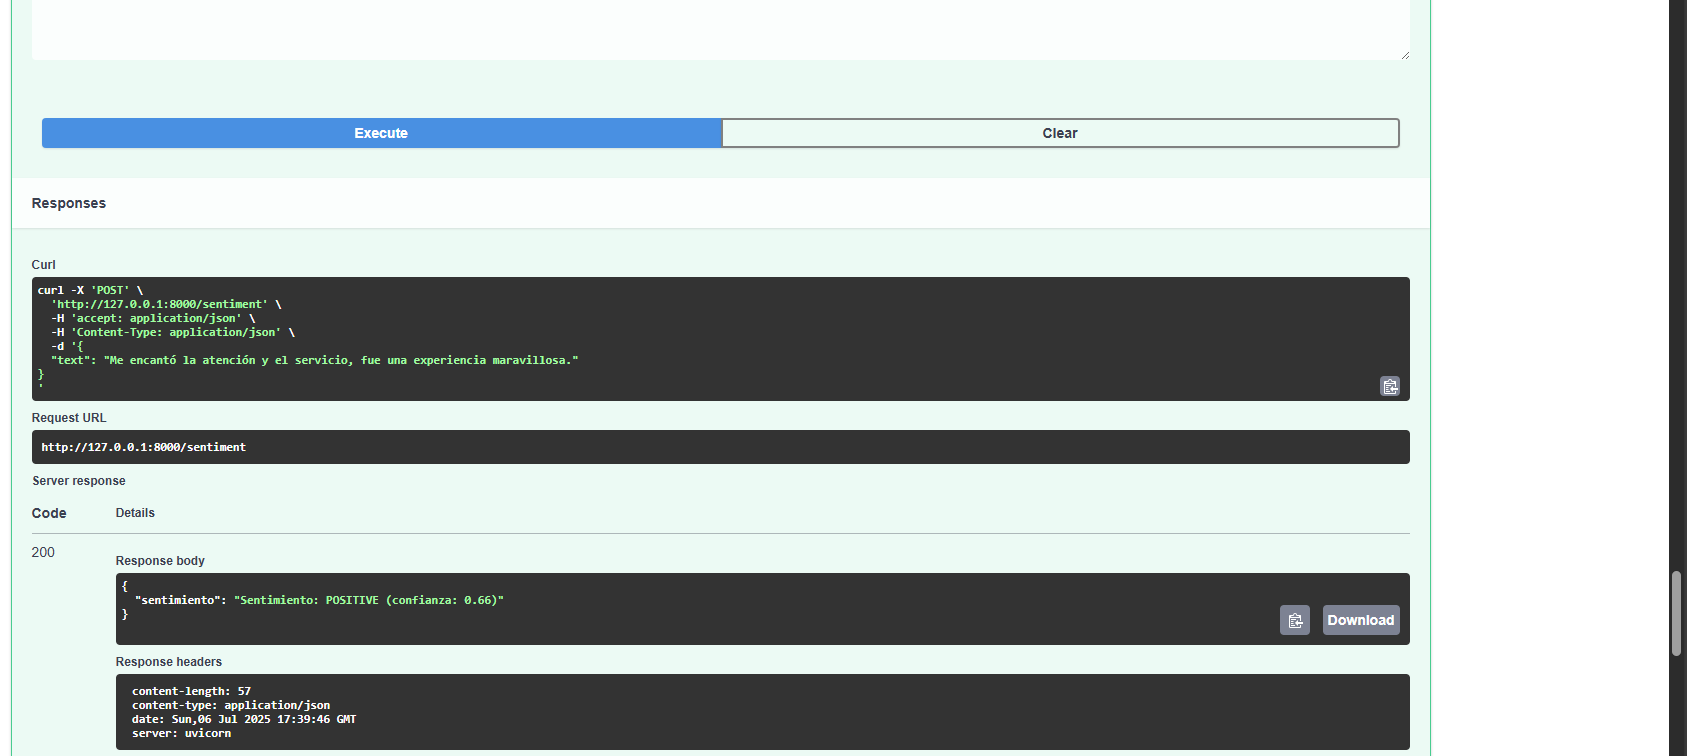 Execute
Clear
Responses
Curl
curl -X 'POST' \
'http://127.0.0.1:8000/sentiment' \
-H 'accept: application/json' \
-H 'Content-Type: application/json' \
-d '{
"text": "Me encantó la atención y el servicio, fue una experiencia maravillosa."
}
'
Request URL
http://127.0.0.1:8000/sentiment
Server response
Code
Details
200
Response body
{
"sentimiento": "Sentimiento: POSITIVE (confianza: 0.66)"
}
Download
Response headers
content-length: 57
content-type: application/json
date: Sun,06 Jul 2025 17:39:46 GMT
server: uvicorn